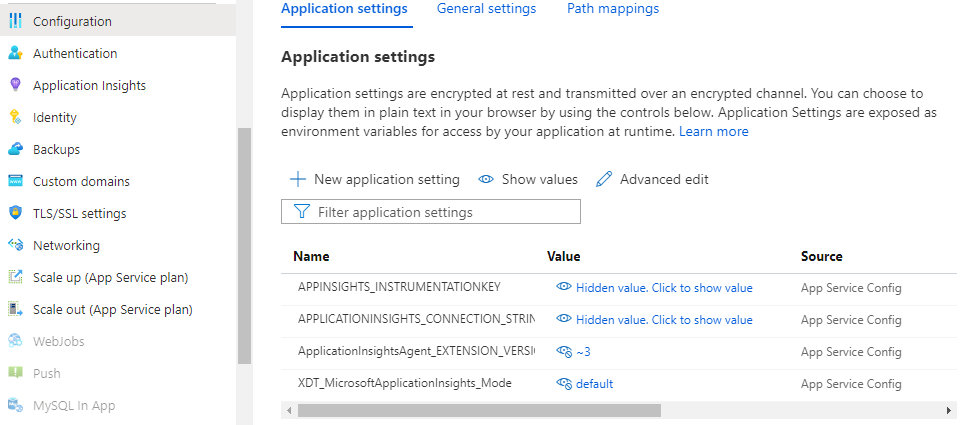 Configuration
Authentication
Application Insights
Identity
Backups
Custom domains
TLS/SSL settings
Networking
Scale up (App Service plan)
Scale out (App Service plan)
WebJobs
Push
MySQL In App
Application settings General settings Path mappings
Application settings
Application settings are encrypted at rest and transmitted over an encrypted channel. You can choose to
display them in plain text in your browser by using the controls below. Application Settings are exposed as
environment variables for access by your application at runtime. Learn more
New application setting Show values Advanced edit
Filter application settings
Name Value Source
APPINSIGHTS_INSTRUMENTATIONKEY Hidden value. Click to show value App Service Config
APPLICATIONINSIGHTS_CONNECTION_STRIN Hidden value. Click to show value App Service Config
ApplicationInsightsAgent_EXTENSION_VERSI ~3 App Service Config
XDT_MicrosoftApplicationInsights_Mode default App Service Config